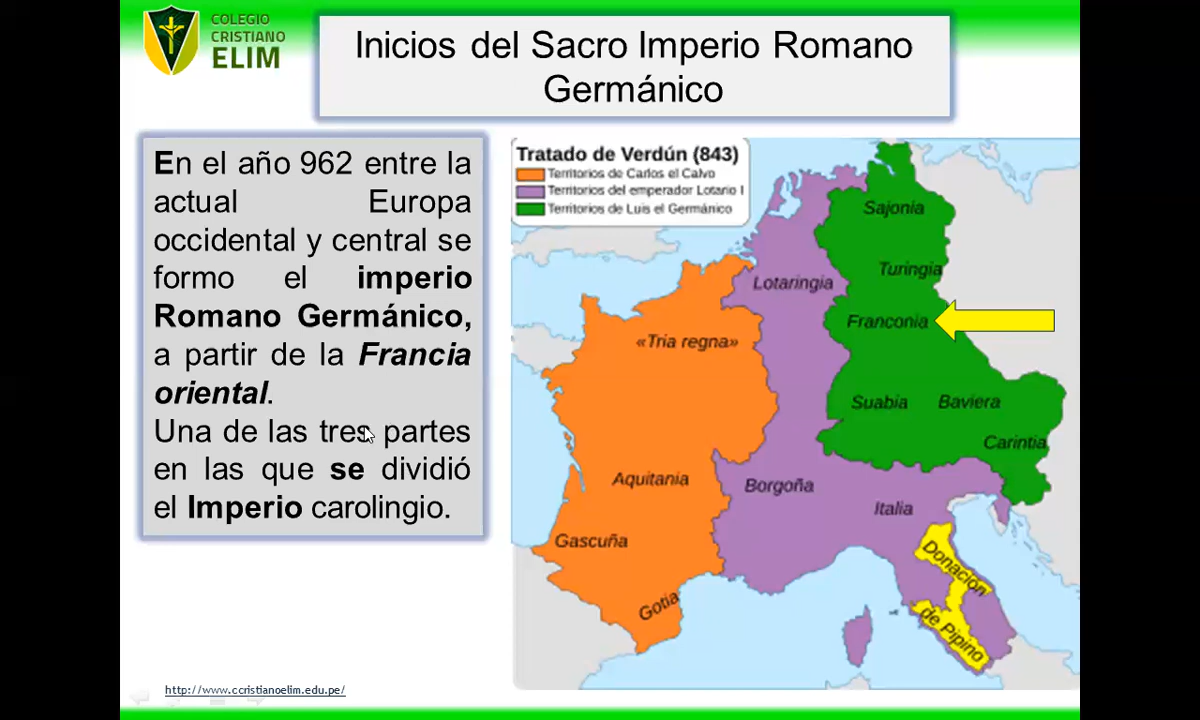 COLEGIO
CRISTIANO
ELIM
Inicios del Sacro Imperio Romano
Germánico
En el año 962 entre la
actual Europa
occidental y central se
formo el imperio
Romano Germánico,
a partir de la Francia
oriental.
Una de las tres partes
en las que se dividió
el Imperio carolingio.
Tratado de Verdún (843)
Territorios de Carlos el Calvo
Territorios del emperador Lotario I
Territorios de Luis el Germánico
Sajonia
Turingia
Lotaringia
Franconia
«Tria regna»
Suabia
Baviera
Carintia
Aquitania
Borgoña
Italia
Gascuña
Donación
de Pipino
Gotia
http://www.ccristianoelim.edu.pe/